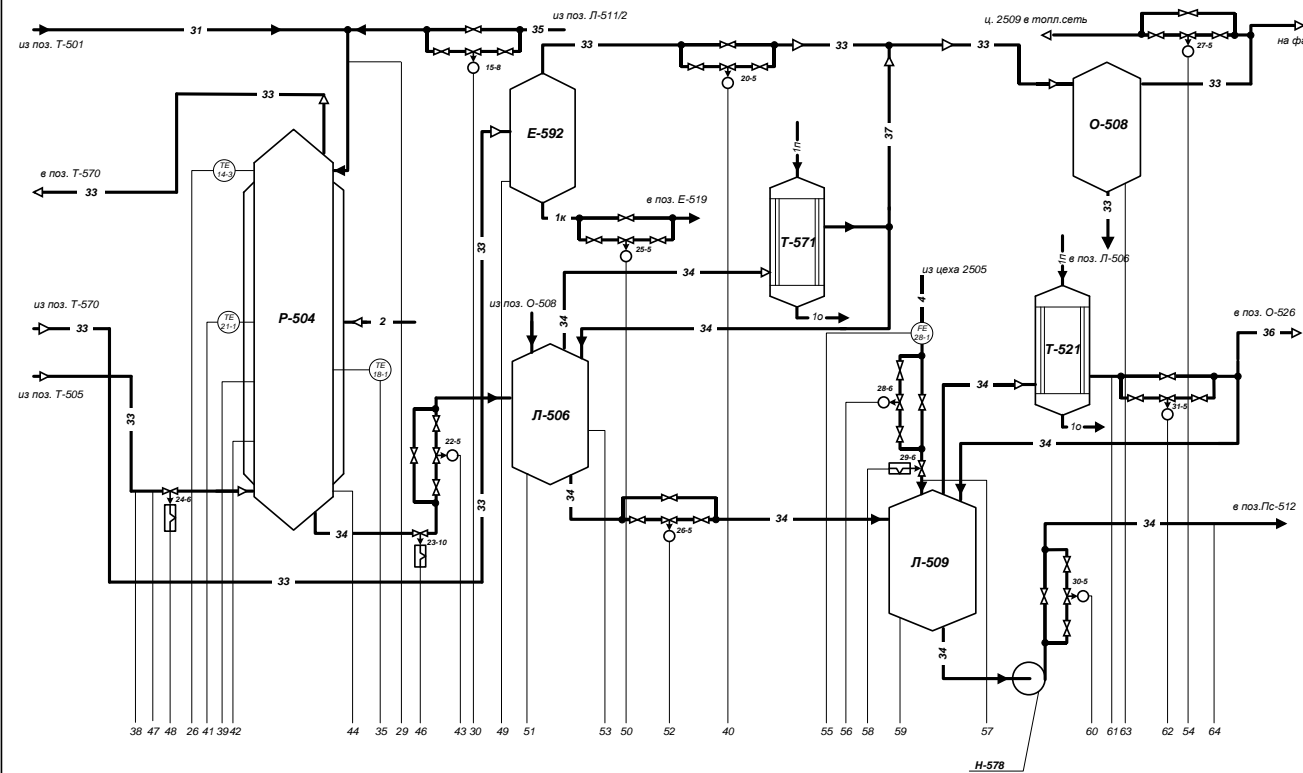 31
из поз. Т-501
из поз. Л-511/2
35
15-8
33
20-5
33
33
ц. 2509 в топл.сеть
27-5
на фа
33
33
в поз. Т-570
33
TE
14-3
Е-592
33
1к
в поз. Е-519
25-5
1п
Т-571
37
1о
О-508
33
в поз. Л-506
34
34
из поз. О-508
34
из цеха 2505
4
FE
28-1
1п
Т-521
1о
в поз. О-526
36
31-5
из поз. Т-570
33
TE
21-1
Р-504
2
TE
18-1
из поз. Т-505
33
24-6
22-5
Л-506
28-6
29-6
34
34
34
23-10
33
33
34
26-5
34
Л-509
34
в поз.Пс-512
34
30-5
38
47
48
26
41
39
42
44
35
29
46
43
30
49
51
53
50
52
40
55
56
58
59
57
60
61
63
62
54
64
Н-578